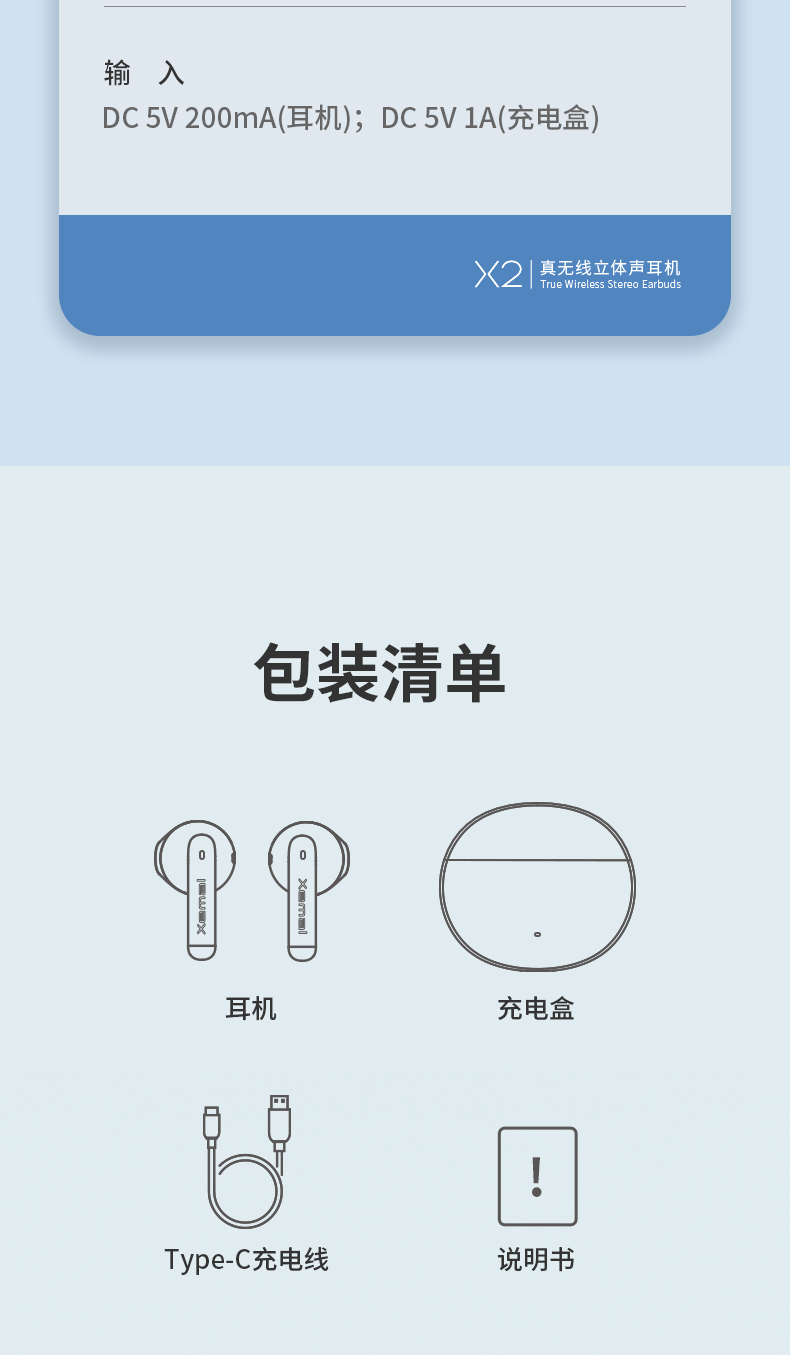 输 入
DC 5V 200mA(耳机)；DC 5V 1A(充电盒)
X2 真无线立体声耳机
True Wireless Stereo Earbuds
包装清单
Xaemal Xaemal
耳机 充电盒
!
Type-C充电线 说明书